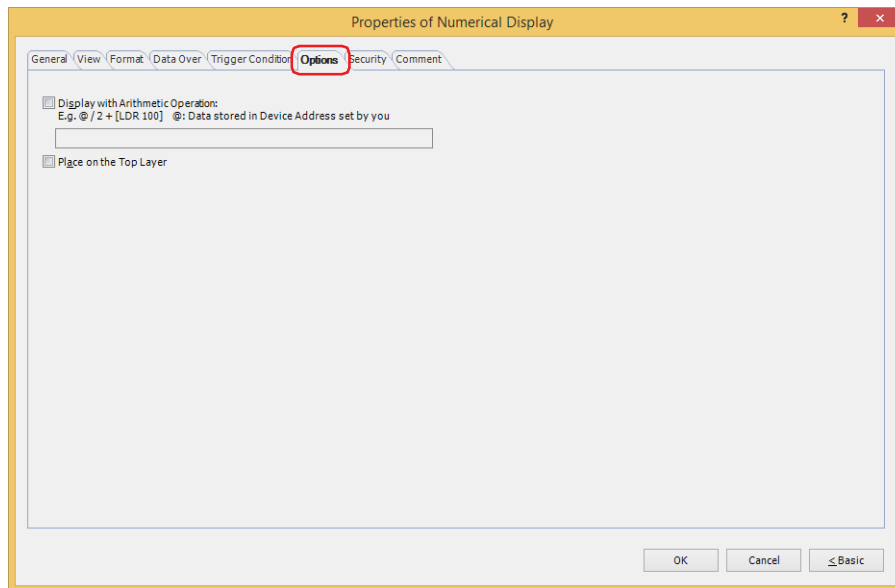 Properties of Numerical Display ? ×
General View Format Data Over Trigger Condition Options Security Comment
Display with Arithmetic Operation:
E.g. @ / 2 + [LDR 100] @: Data stored in Device Address set by you
Place on the Top Layer
OK Cancel < Basic